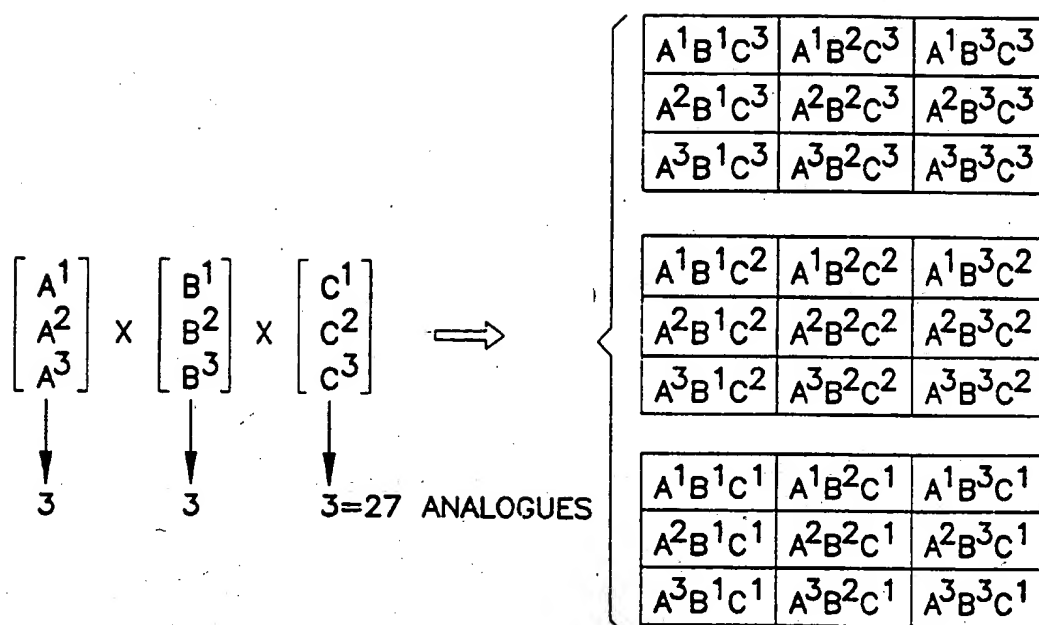 A¹ A² A³
X
B¹ B² B³
X
C¹ C² C³
3 3 3=27 ANALOGUES
A¹B¹C³ A¹B²C³ A¹B³C³
A²B¹C³ A²B²C³ A²B³C³
A³B¹C³ A³B²C³ A³B³C³
A¹B¹C² A¹B²C² A¹B³C²
A²B¹C² A²B²C² A²B³C²
A³B¹C² A³B²C² A³B³C²
A¹B¹C¹ A¹B²C¹ A¹B³C¹
A²B¹C¹ A²B²C¹ A²B³C¹
A³B¹C¹ A³B²C¹ A³B³C¹